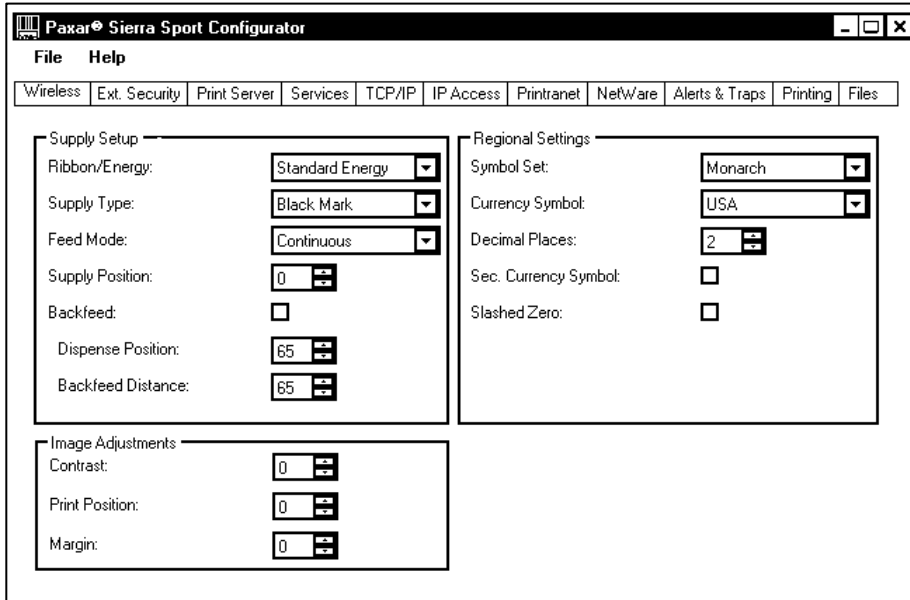 Paxar® Sierra Sport Configurator
File Help
Wireless Ext. Security Print Server Services TCP/IP IP Access Printranet NetWare Alerts & Traps Printing Files
Supply Setup
Ribbon/Energy: Standard Energy
Supply Type: Black Mark
Feed Mode: Continuous
Supply Position: 0
Backfeed:
Dispense Position: 65
Backfeed Distance: 65
Regional Settings
Symbol Set: Monarch
Currency Symbol: USA
Decimal Places: 2
Sec. Currency Symbol:
Slashed Zero:
Image Adjustments
Contrast: 0
Print Position: 0
Margin: 0